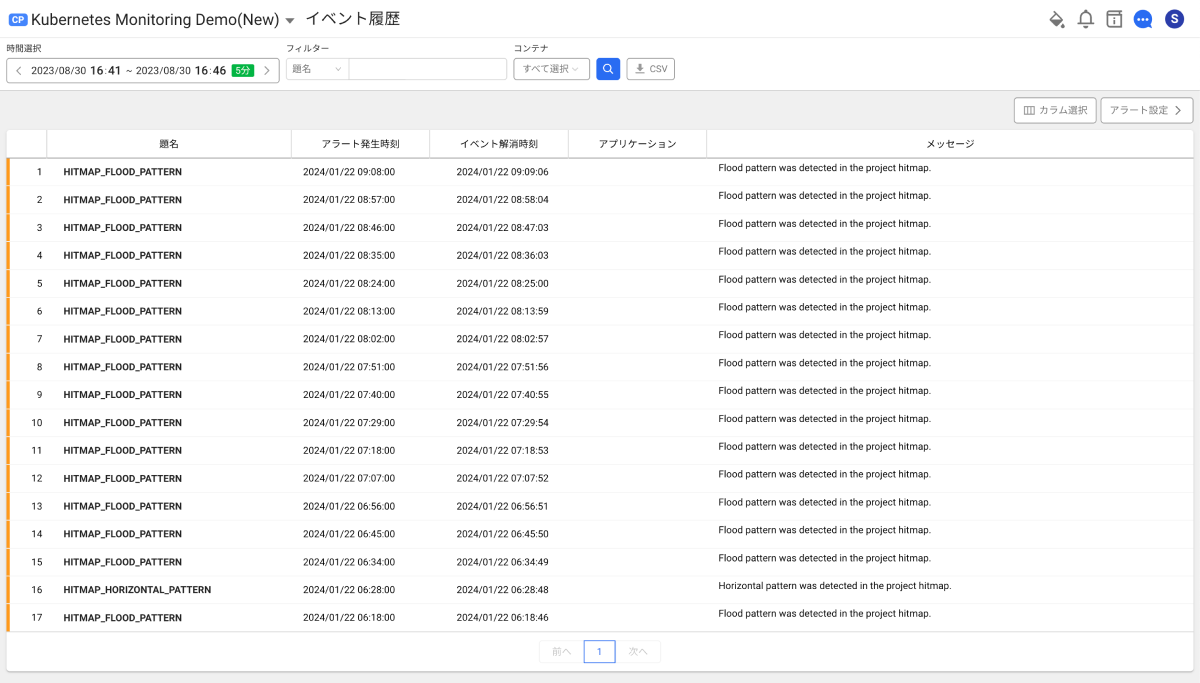 CP Kubernetes Monitoring Demo(New) イベント履歴 S
時間選択 フィルター コンテナ
2023/08/30 16:41 ~ 2023/08/30 16:46 5分 題名 すべて選択 CSV
カラム選択 アラート設定
題名 アラート発生時刻 イベント解消時刻 アプリケーション メッセージ
1 HITMAP_FLOOD_PATTERN 2024/01/22 09:08:00 2024/01/22 09:09:06 Flood pattern was detected in the project hitmap.
2 HITMAP_FLOOD_PATTERN 2024/01/22 08:57:00 2024/01/22 08:58:04 Flood pattern was detected in the project hitmap.
3 HITMAP_FLOOD_PATTERN 2024/01/22 08:46:00 2024/01/22 08:47:03 Flood pattern was detected in the project hitmap.
4 HITMAP_FLOOD_PATTERN 2024/01/22 08:35:00 2024/01/22 08:36:03 Flood pattern was detected in the project hitmap.
5 HITMAP_FLOOD_PATTERN 2024/01/22 08:24:00 2024/01/22 08:25:00 Flood pattern was detected in the project hitmap.
6 HITMAP_FLOOD_PATTERN 2024/01/22 08:13:00 2024/01/22 08:13:59 Flood pattern was detected in the project hitmap.
7 HITMAP_FLOOD_PATTERN 2024/01/22 08:02:00 2024/01/22 08:02:57 Flood pattern was detected in the project hitmap.
8 HITMAP_FLOOD_PATTERN 2024/01/22 07:51:00 2024/01/22 07:51:56 Flood pattern was detected in the project hitmap.
9 HITMAP_FLOOD_PATTERN 2024/01/22 07:40:00 2024/01/22 07:40:55 Flood pattern was detected in the project hitmap.
10 HITMAP_FLOOD_PATTERN 2024/01/22 07:29:00 2024/01/22 07:29:54 Flood pattern was detected in the project hitmap.
11 HITMAP_FLOOD_PATTERN 2024/01/22 07:18:00 2024/01/22 07:18:53 Flood pattern was detected in the project hitmap.
12 HITMAP_FLOOD_PATTERN 2024/01/22 07:07:00 2024/01/22 07:07:52 Flood pattern was detected in the project hitmap.
13 HITMAP_FLOOD_PATTERN 2024/01/22 06:56:00 2024/01/22 06:56:51 Flood pattern was detected in the project hitmap.
14 HITMAP_FLOOD_PATTERN 2024/01/22 06:45:00 2024/01/22 06:45:50 Flood pattern was detected in the project hitmap.
15 HITMAP_FLOOD_PATTERN 2024/01/22 06:34:00 2024/01/22 06:34:49 Flood pattern was detected in the project hitmap.
16 HITMAP_HORIZONTAL_PATTERN 2024/01/22 06:28:00 2024/01/22 06:28:48 Horizontal pattern was detected in the project hitmap.
17 HITMAP_FLOOD_PATTERN 2024/01/22 06:18:00 2024/01/22 06:18:46 Flood pattern was detected in the project hitmap.
前へ 1 次へ